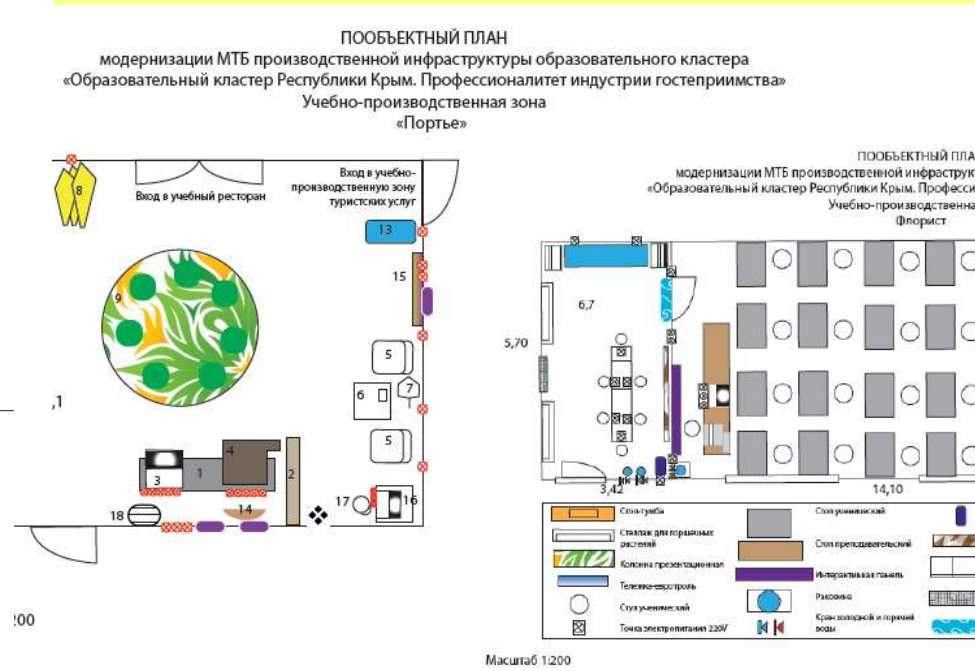 ПООБЪЕКТНЫЙ ПЛАН
модернизации МТБ производственной инфраструктуры образовательного кластера
«Образовательный кластер Республики Крым. Профессионалитет индустрии гостеприимства»
Учебно-производственная зона
«Портье»
Вход в учебный ресторан
Вход в учебно-
производственную зону
туристских услуг
8
13
15
9
5
6
7
5
,1
4
3
1
2
14
17
16
18
:00
ПООБЪЕКТНЫЙ ПЛА
модернизации МТБ производственной инфраструк
«Образовательный кластер Республики Крым. Професси
Учебно-производственна
Флорист
6,7
5,70
3,42
14,10
Стол-тумба
Стеллаж для горшечных
растений
Колонна презентационная
Тележка-евротроль
Стул ученический
Точка электропитания 220V
Стол ученический
Стол преподавательский
Интерактивная панель
Раковина
Кран холодной и горячей
воды
Масштаб 1:200